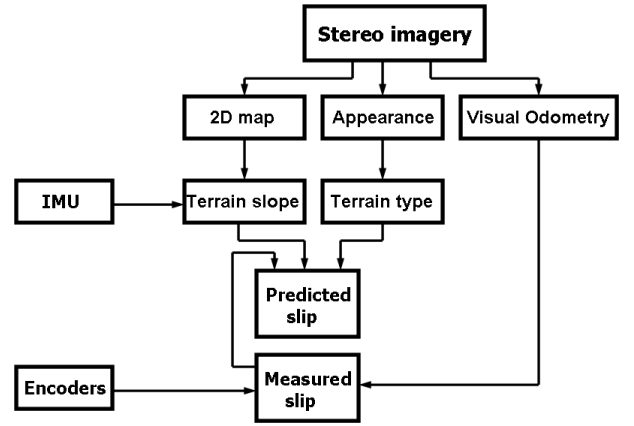 Stereo imagery
2D map
Appearance
Visual Odometry
IMU
Terrain slope
Terrain type
Predicted
slip
Encoders
Measured
slip